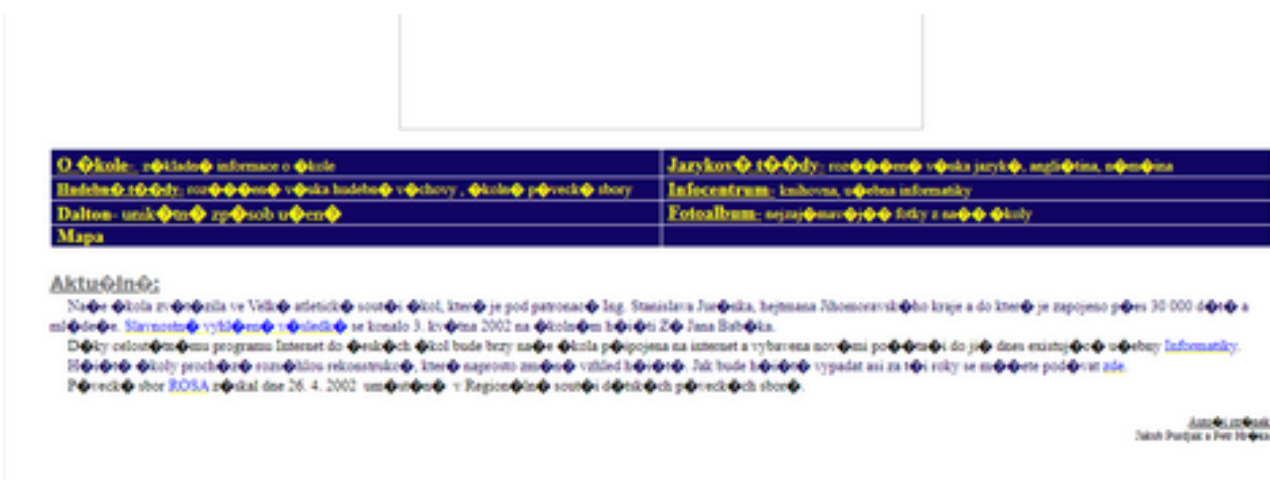 O �kole-, z�kladn� informace o �kole
Jazykov� t��dy- roz���en� v�uka jazyk�, angli�tina, n�m�ina
Hudebn� t��dy- roz���en� v�uka hudebn� v�chovy , �koln� p�veck� sbory
Infocentrum- knihovna, u�ebna informatiky
Dalton- unik�tn� zp�sob u�en�
Fotoalbum- nejzaj�mav�j�� fotky z na�� �koly
Mapa
Aktu�ln�:
Na�e �kola zv�t�zila ve Velk� atletick� sout�i �kol, kter� je pod patronac� Ing. Stanislava Jur�nka, hejtmana Jihomoravsk�ho kraje a do kter� je zapojeno p�es 30 000 d�t� a
ml�de�e. Slavnostn� vyhl�en� v�sledk� se konalo 3. kv�tna 2002 na �koln�m h�i�ti Z� Jana Bab�ka.
D�ky celost�tn�mu programu Internet do �esk�ch �kol bude brzy na�e �kola p�ipojena na internet a vybavena nov�mi po��ta�i do ji� dnes existuj�c� u�ebny Informatiky.
H�i�t� �koly proch�z� rozs�hlou rekonstrukc�, kter� naprosto zm�n� vzhled h�i�t�. Jak bude h�i�t� vypadat asi za t�i roky se m��ete pod�vat zde.
P�veck� sbor ROSA z�skal dne 26. 4. 2002 um�st�n� v Region�ln� sout�i d�tsk�ch p�veck�ch sbor�.
Auto�i str�nek
Jakub a Petr